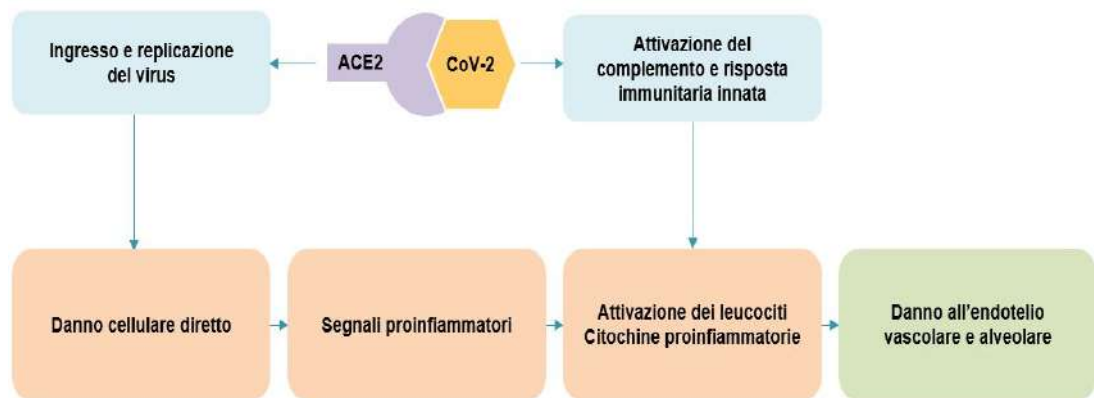 Ingresso e replicazione
del virus
ACE2
CoV-2
Attivazione del
complemento e risposta
immunitaria innata
Danno cellulare diretto
Segnali proinfiammatori
Attivazione dei leucociti
Citochine proinfiammatorie
Danno all'endotelio
vascolare e alveolare